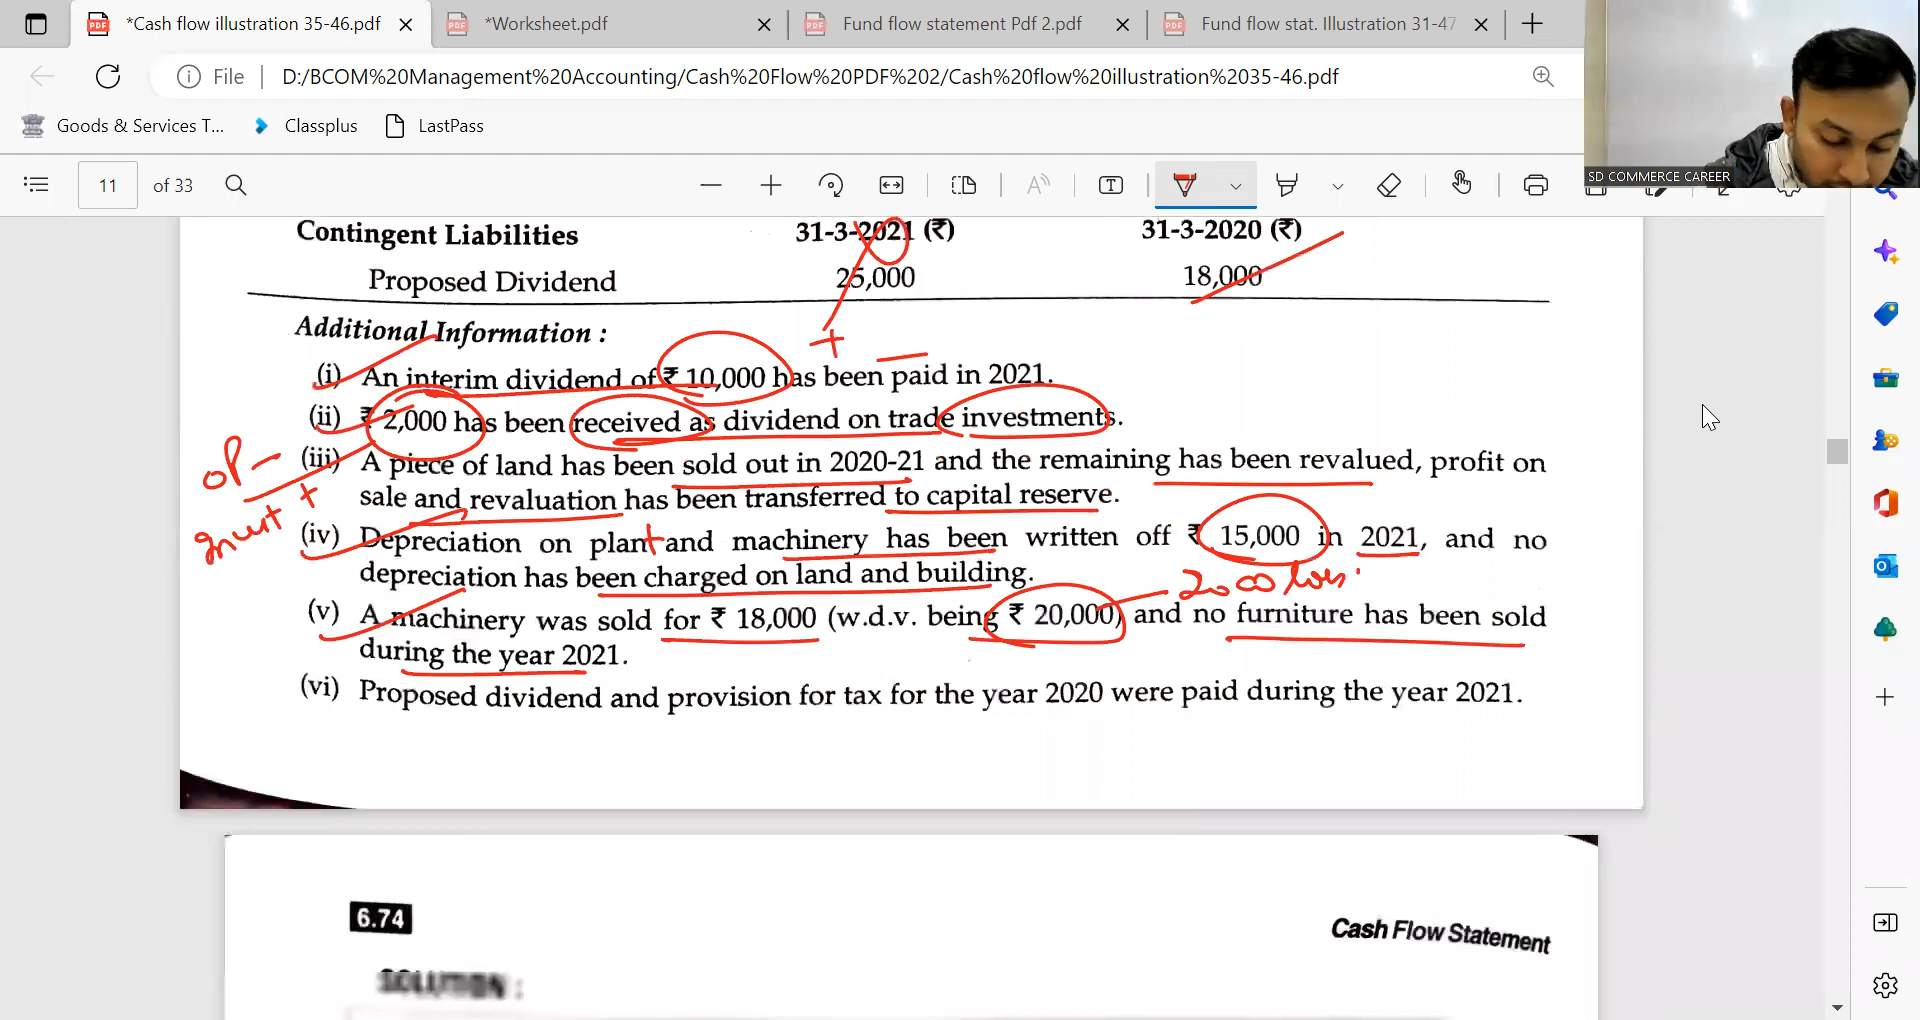 *Cash flow illustration 35-46.pdf
*Worksheet.pdf
Fund flow statement Pdf 2.pdf
Fund flow stat. Illustration 31-47
File
D:/BCOM%20Management%20Accounting/Cash%20Flow%20PDF%202/Cash%20flow%20illustration%2035-46.pdf
Goods & Services T...
Classplus
LastPass
11 of 33
SD COMMERCE CAREER
Contingent Liabilities 31-3-2021 (₹) 31-3-2020 (₹)
Proposed Dividend 25,000 18,000
+
Additional Information :
(i) An interim dividend of ₹ 10,000 has been paid in 2021.
(ii) ₹ 2,000 has been received as dividend on trade investments.
OP -
Invest +
(iii) A piece of land has been sold out in 2020-21 and the remaining has been revalued, profit on
sale and revaluation has been transferred to capital reserve.
(iv) Depreciation on plant and machinery has been written off ₹ 15,000 in 2021, and no
depreciation has been charged on land and building.
+
2000 loss
(v) A machinery was sold for ₹ 18,000 (w.d.v. being ₹ 20,000) and no furniture has been sold
during the year 2021.
(vi) Proposed dividend and provision for tax for the year 2020 were paid during the year 2021.
6.74
Cash Flow Statement
SOLUTION :